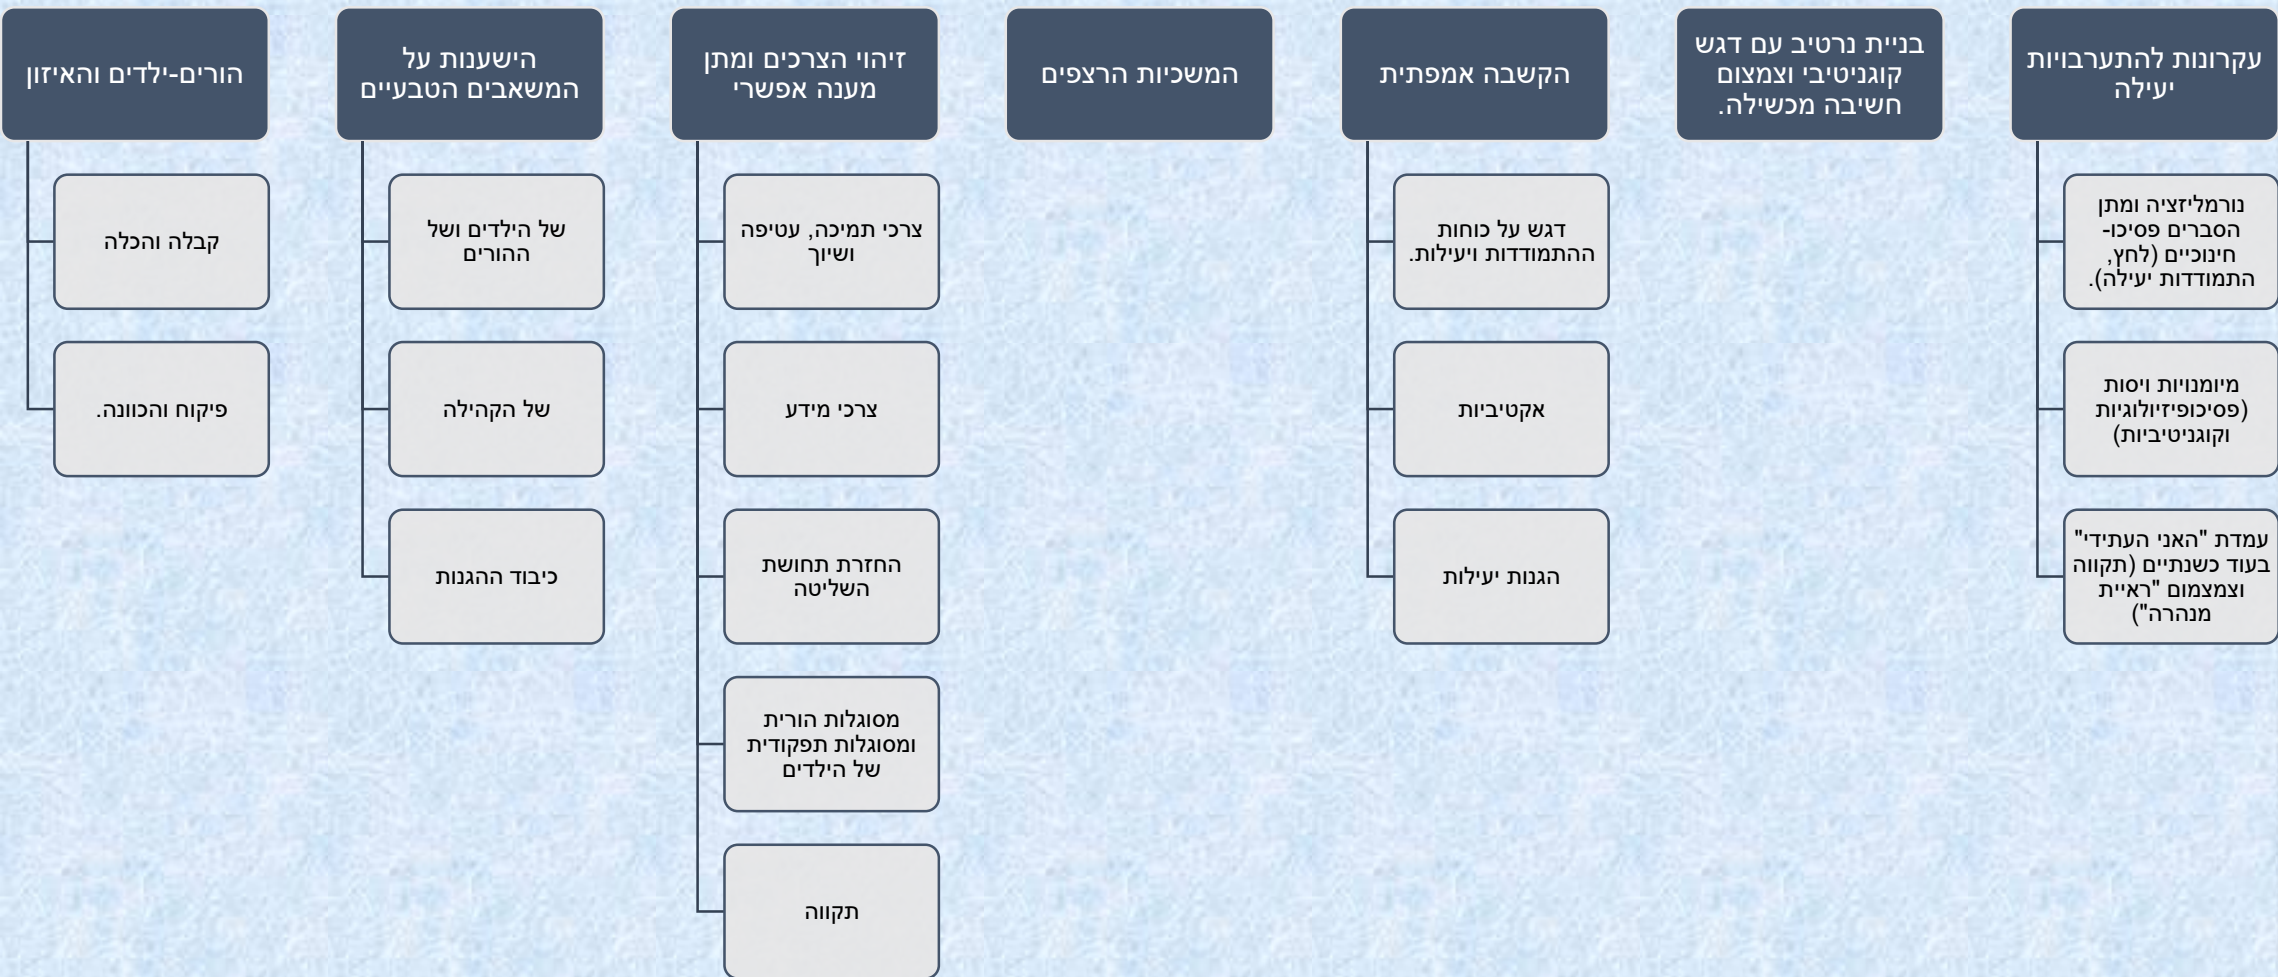 עקרונות להתערבויות
יעילה
נורמליזציה ומתן
הסברים פסיכו-
חינוכיים (לחץ,
התמודדות יעילה).
מיומנויות ויסות
(פסיכופיזיולוגיות
וקוגניטיביות)
עמדת "האני העתידי"
בעוד כשנתיים (תקווה
וצמצמום "ראיית
מנהרה")
בניית נרטיב עם דגש
קוגניטיבי וצמצום
חשיבה מכשילה.
הקשבה אמפתית
דגש על כוחות
ההתמודדות ויעילות.
אקטיביות
הגנות יעילות
המשכיות הרצפים
זיהוי הצרכים ומתן
מענה אפשרי
צרכי תמיכה, עטיפה
ושיוך
צרכי מידע
החזרת תחושת
השליטה
מסוגלות הורית
ומסוגלות תפקודית
של הילדים
תקווה
הישענות על
המשאבים הטבעיים
של הילדים ושל
ההורים
של הקהילה
כיבוד ההגנות
הורים-ילדים והאיזון
קבלה והכלה
פיקוח והכוונה.